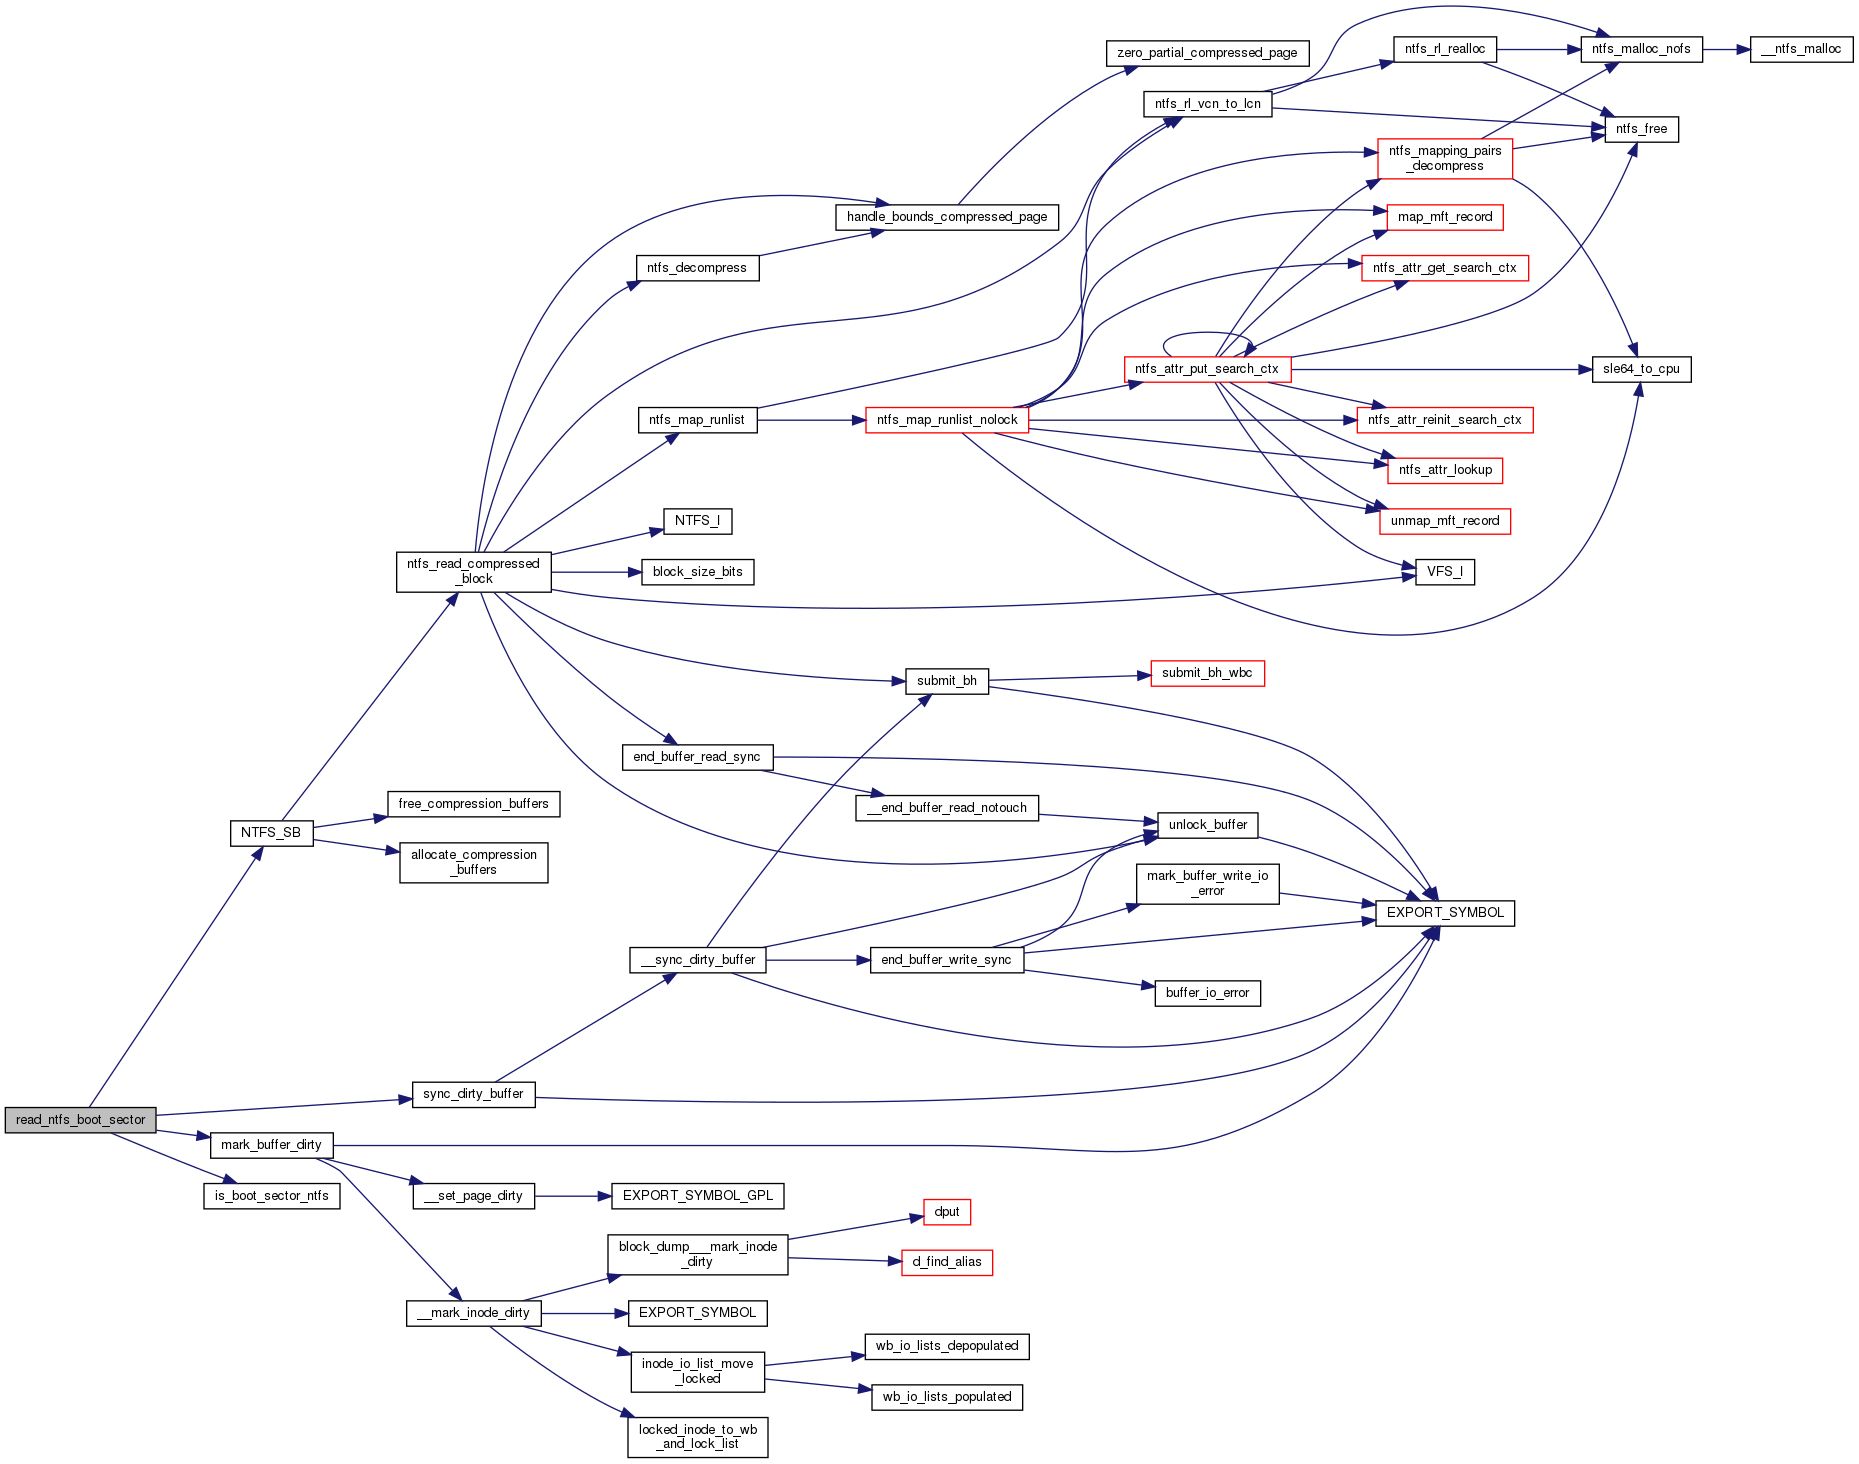 zero_partial_compressed_page
ntfs_rl_realloc
ntfs_malloc_nofs
__ntfs_malloc
ntfs_rl_vcn_to_lcn
ntfs_free
ntfs_mapping_pairs
_decompress
handle_bounds_compressed_page
map_mft_record
ntfs_decompress
ntfs_attr_get_search_ctx
ntfs_attr_put_search_ctx
sle64_to_cpu
ntfs_map_runlist
ntfs_map_runlist_nolock
ntfs_attr_reinit_search_ctx
ntfs_attr_lookup
NTFS_I
unmap_mft_record
ntfs_read_compressed
_block
block_size_bits
VFS_I
submit_bh
submit_bh_wbc
end_buffer_read_sync
free_compression_buffers
__end_buffer_read_notouch
NTFS_SB
unlock_buffer
allocate_compression
_buffers
mark_buffer_write_io
_error
EXPORT_SYMBOL
__sync_dirty_buffer
end_buffer_write_sync
buffer_io_error
sync_dirty_buffer
read_ntfs_boot_sector
mark_buffer_dirty
is_boot_sector_ntfs
__set_page_dirty
EXPORT_SYMBOL_GPL
dput
block_dump___mark_inode
_dirty
d_find_alias
__mark_inode_dirty
EXPORT_SYMBOL
wb_io_lists_depopulated
inode_io_list_move
_locked
wb_io_lists_populated
locked_inode_to_wb
_and_lock_list